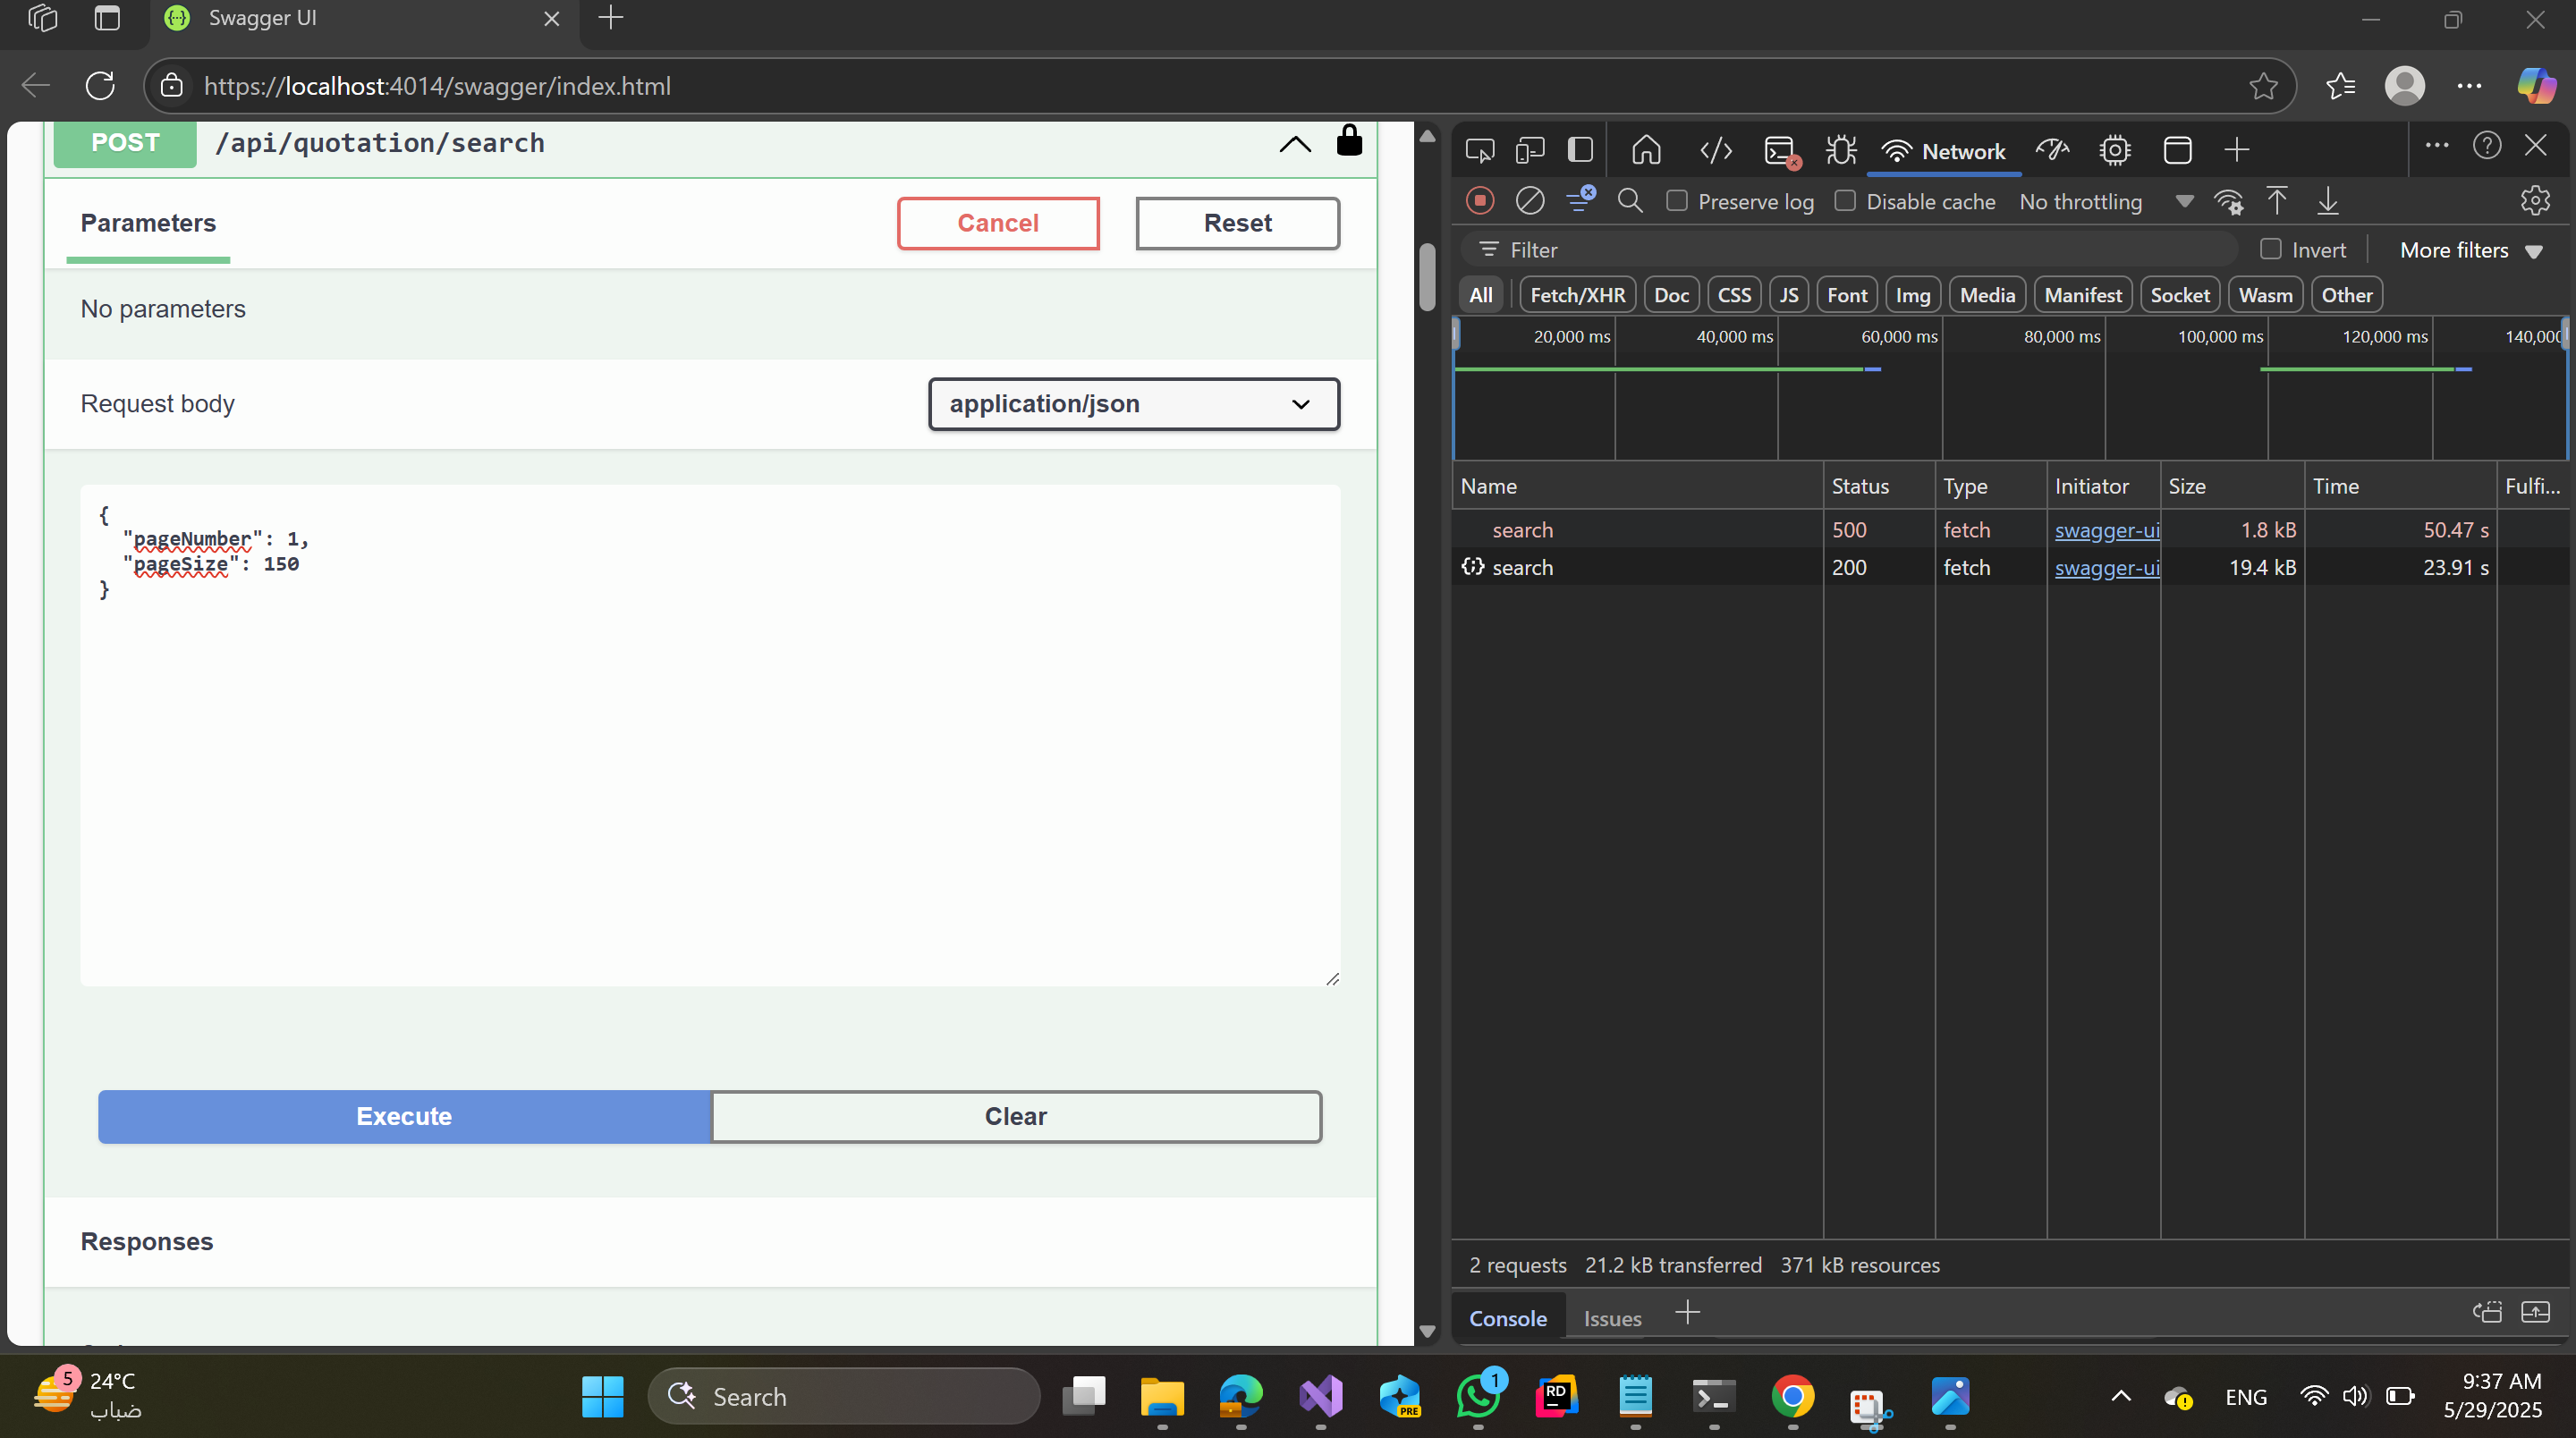 Swagger UI
https://localhost:4014/swagger/index.html
POST /api/quotation/search
Parameters
Cancel
Reset
No parameters
Request body
application/json
{
"pageNumber": 1,
"pageSize": 150
}
Execute
Clear
Responses
Network
Preserve log
Disable cache
No throttling
Filter
Invert
More filters
All
Fetch/XHR
Doc
CSS
JS
Font
Img
Media
Manifest
Socket
Wasm
Other
20,000 ms
40,000 ms
60,000 ms
80,000 ms
100,000 ms
120,000 ms
140,000
Name Status Type Initiator Size Time Fulfi...
search 500 fetch swagger-ui 1.8 kB 50.47 s
{;} search 200 fetch swagger-ui 19.4 kB 23.91 s
2 requests 21.2 kB transferred 371 kB resources
Console
Issues
5
24°C
ضباب
Search
PRE
1
RD
ENG
9:37 AM
5/29/2025